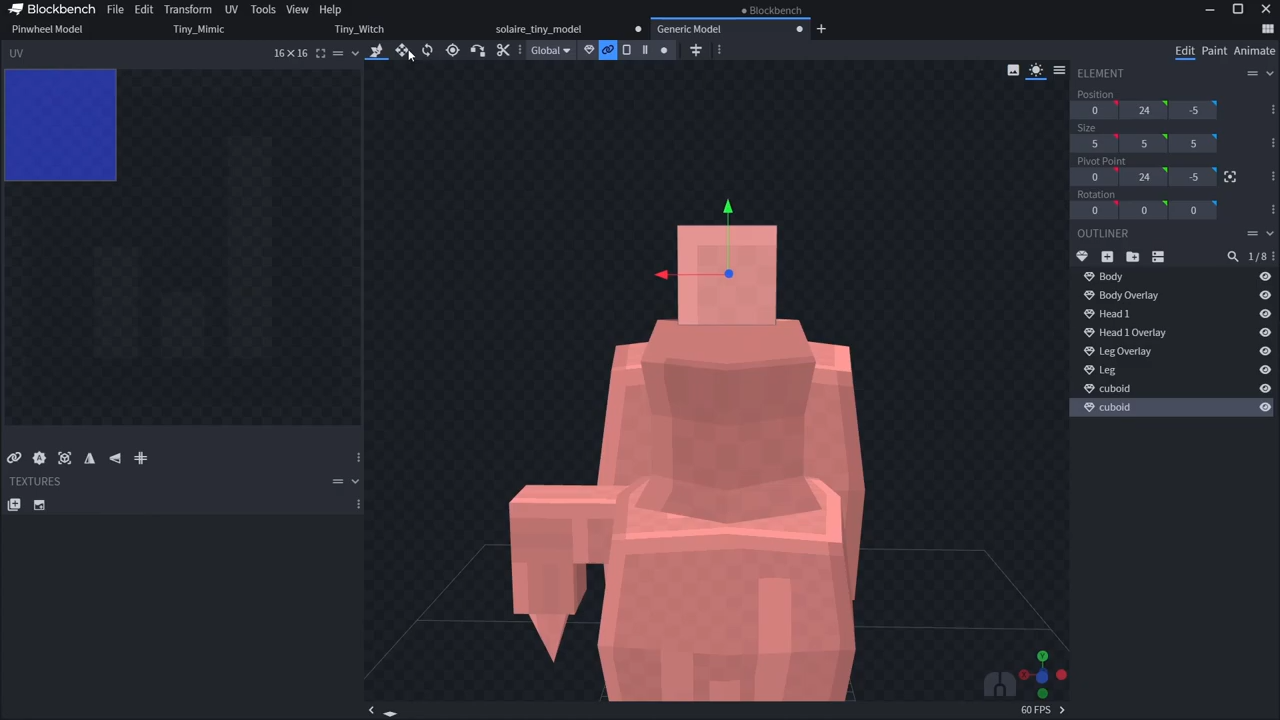 Blockbench File Edit Transform UV Tools View Help
● Blockbench
Pinwheel Model Tiny_Mimic Tiny_Witch solaire_tiny_model Generic Model
UV 16×16
Global
Edit Paint Animate
ELEMENT
Position
0 24 -5
Size
5 5 5
Pivot Point
0 24 -5
Rotation
0 0 0
OUTLINER
1/8
Body
Body Overlay
Head 1
Head 1 Overlay
Leg Overlay
Leg
cuboid
cuboid
TEXTURES
Y
X
60 FPS